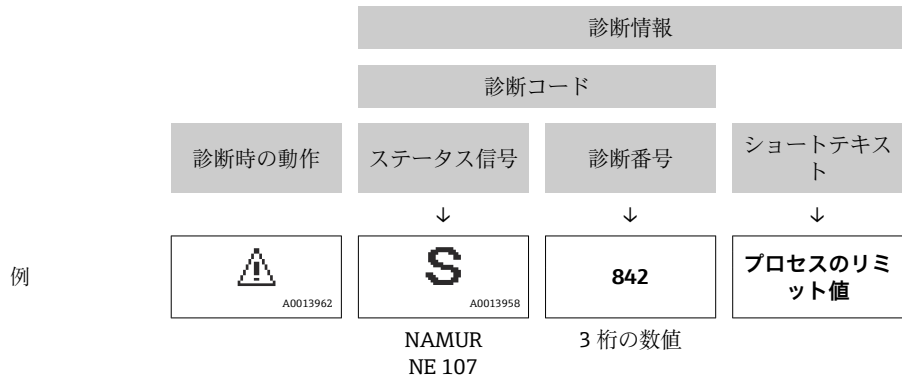 診断情報
診断コード
診断時の動作
ステータス信号
診断番号
ショートテキス
ト
↓
↓
↓
例
A0013962
S
A0013958
842
プロセスのリミ
ット値
NAMUR
NE 107
3 桁の数値